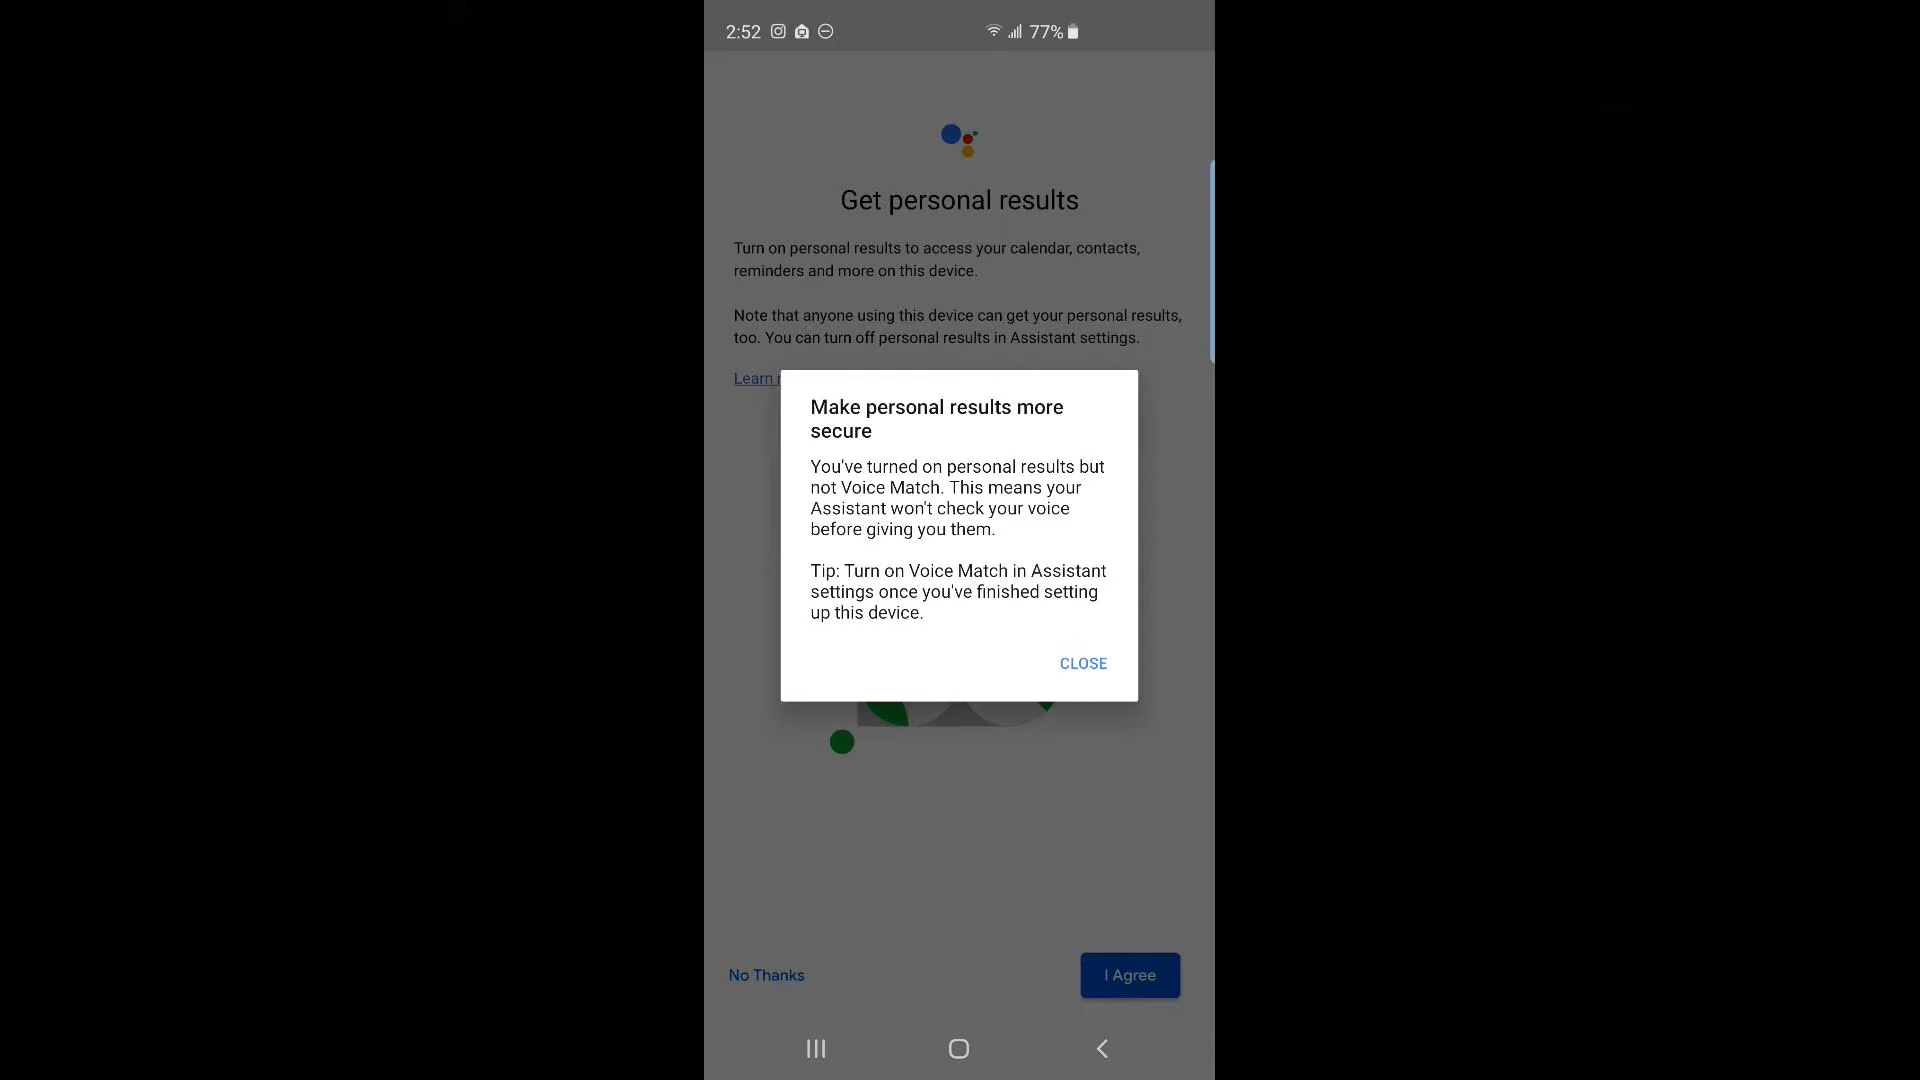 2:52 77%
Get personal results
Turn on personal results to access your calendar, contacts,
reminders and more on this device.
Note that anyone using this device can get your personal results,
too. You can turn off personal results in Assistant settings.
Learn
Make personal results more
secure
You've turned on personal results but
not Voice Match. This means your
Assistant won't check your voice
before giving you them.
Tip: Turn on Voice Match in Assistant
settings once you've finished setting
up this device.
CLOSE
No Thanks
I Agree